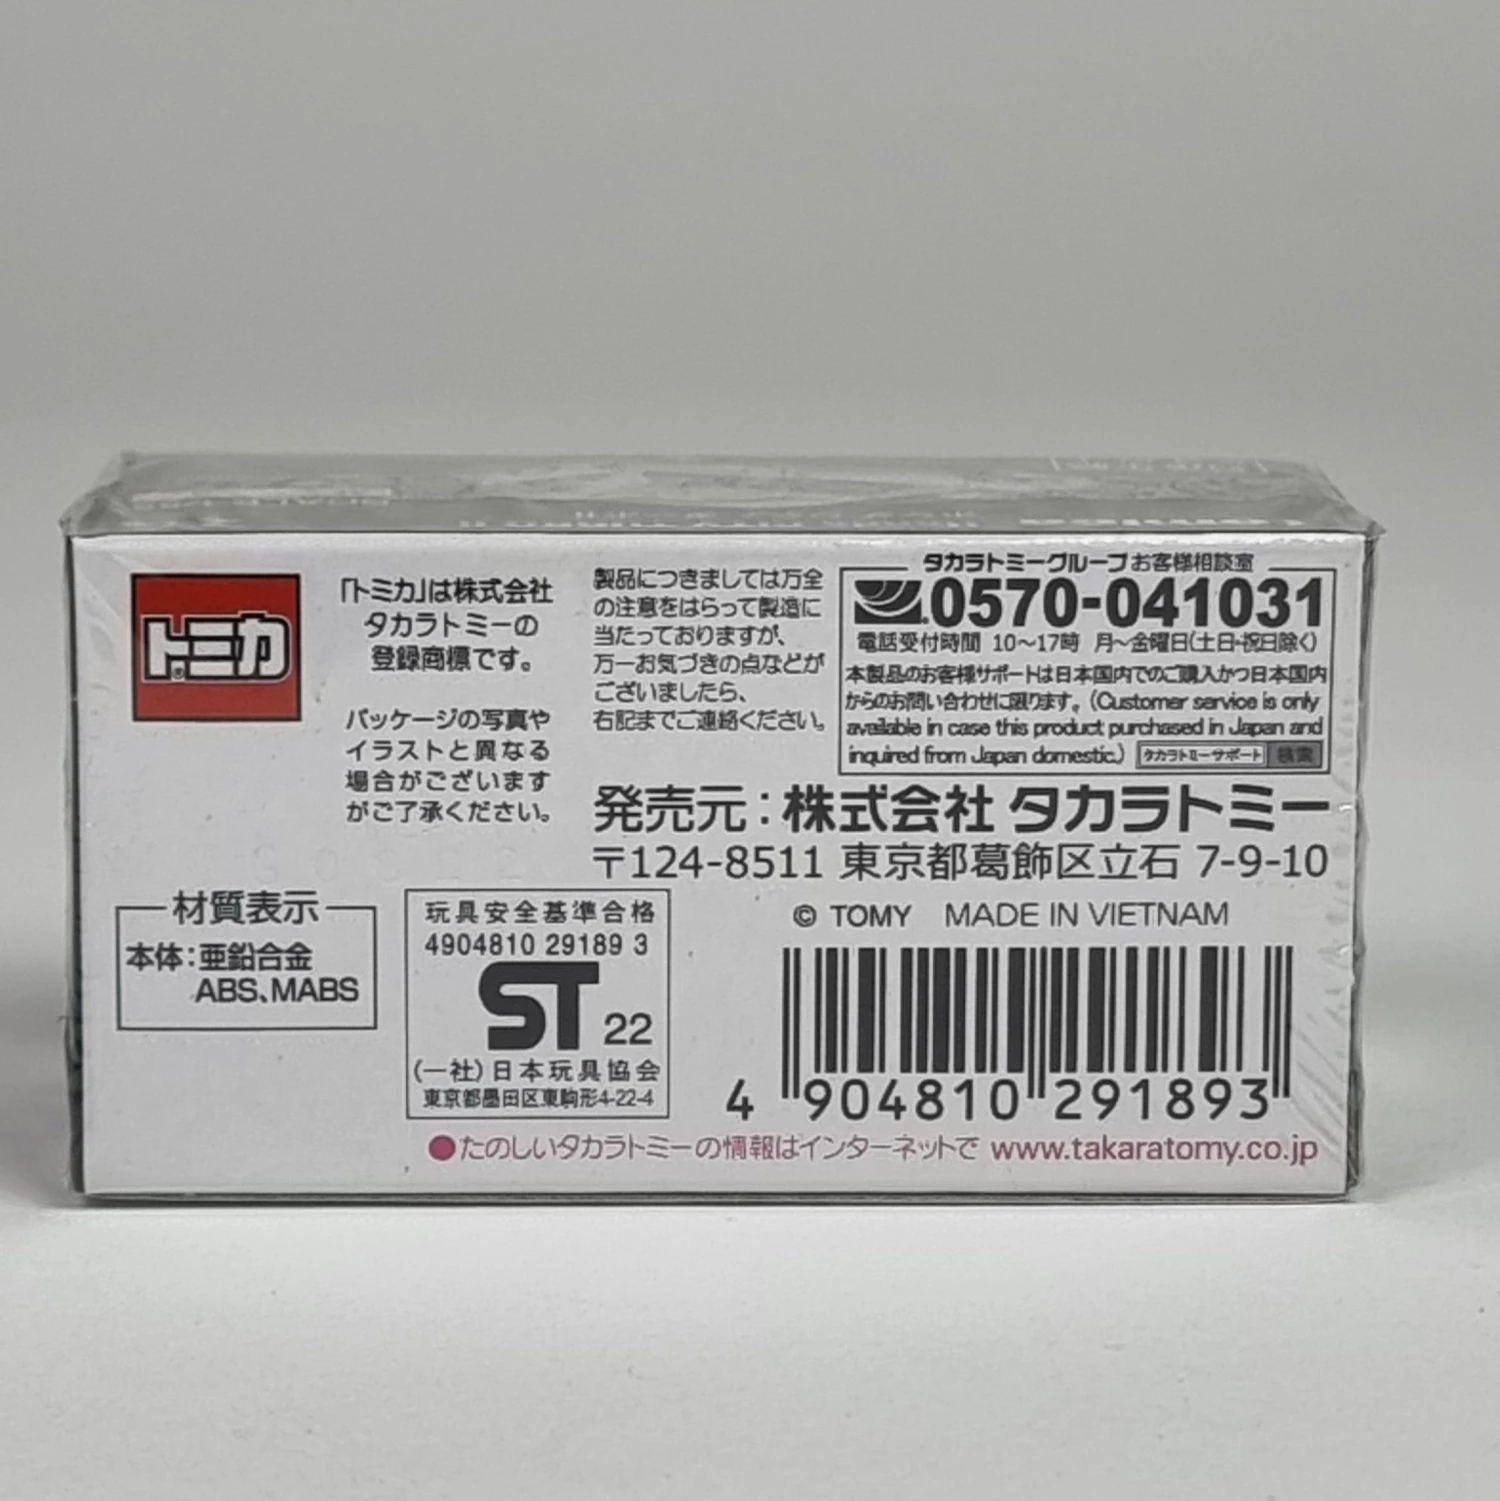 トミカ®
「トミカ」は株式会社
タカラトミーの
登録商標です。
パッケージの写真や
イラストと異なる
場合がございます
がご了承ください。
製品につきましては万全
の注意をはらって製造に
当たっておりますが、
万一お気づきの点などが
ございましたら、
右記までご連絡ください。
タカラトミーグループお客様相談室
0570-041031
電話受付時間 10～17時 月～金曜日(土日・祝日除く)
本製品のお客様サポートは日本国内でのご購入かつ日本国内
からのお問い合わせに限ります。(Customer service is only
available in case this product purchased in Japan and
inquired from Japan domestic.) タカラトミーサポート 検索
発売元:株式会社 タカラトミー
〒124-8511 東京都葛飾区立石 7-9-10
材質表示
本体:亜鉛合金
ABS、MABS
玩具安全基準合格
4904810 29189 3
ST 22
(一社)日本玩具協会
東京都墨田区東駒形4-22-4
© TOMY MADE IN VIETNAM
4 904810 291893
●たのしいタカラトミーの情報はインターネットで www.takaratomy.co.jp